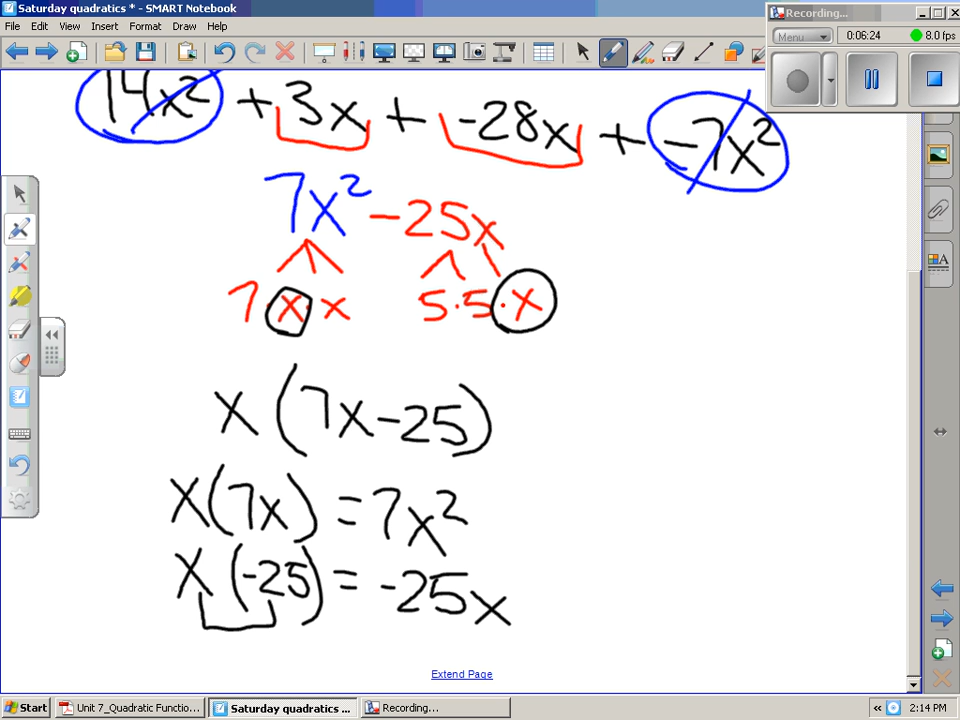 Saturday quadratics * - SMART Notebook
File Edit View Insert Format Draw Help
Recording...
Menu 0:06:24 8.0 fps
14x² + 3x + -28x + -7x²
7x² -25x
7 x x 5·5·x
x (7x-25)
x(7x) = 7x²
x (-25) = -25x
Extend Page
Start Unit 7_Quadratic Functio... Saturday quadratics ... Recording... « 2:14 PM